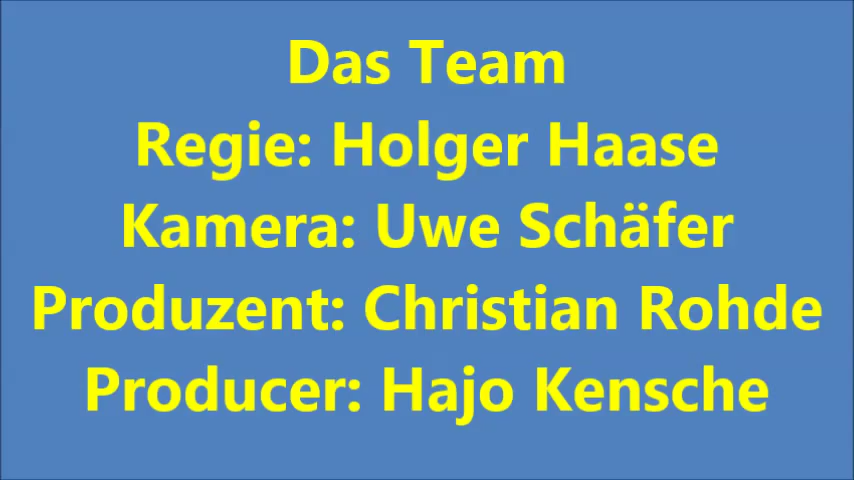 Das Team
Regie: Holger Haase
Kamera: Uwe Schäfer
Produzent: Christian Rohde
Producer: Hajo Kensche